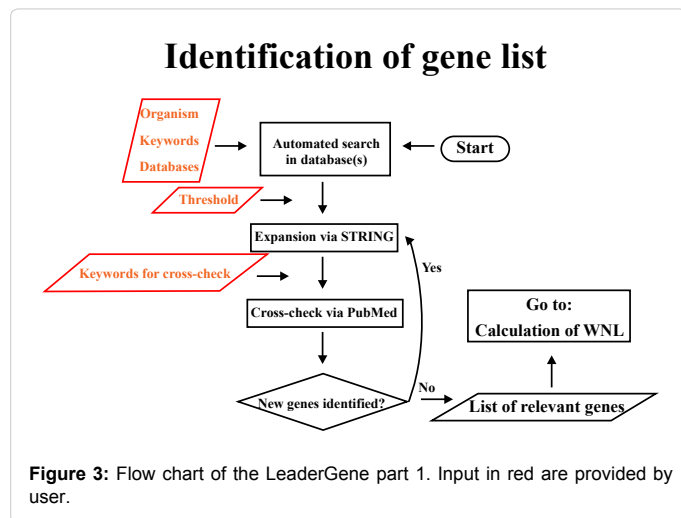 Identification of gene list
Organism
Keywords
Databases
Automated search
in database(s)
Start
Threshold
Expansion via STRING
Keywords for cross-check
Yes
Cross-check via PubMed
Go to:
Calculation of WNL
New genes identified?
No
List of relevant genes
Figure 3: Flow chart of the LeaderGene part 1. Input in red are provided by
user.